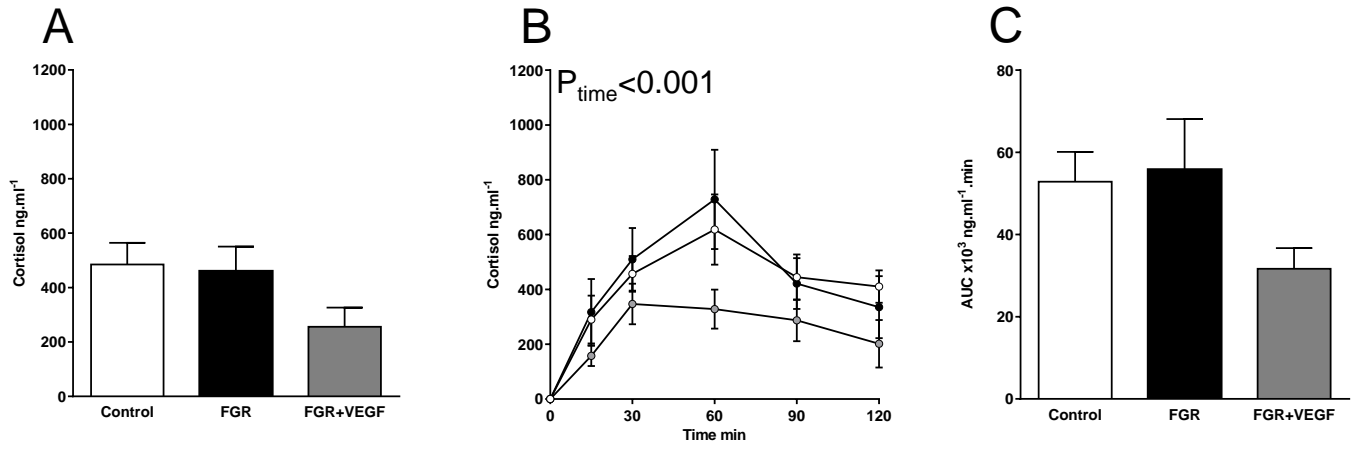 A
Cortisol ng.ml-1
1200
1000
800
600
400
200
0
Control FGR FGR+VEGF
B
Ptime<0.001
Cortisol ng.ml-1
1200
1000
800
600
400
200
0
0 30 60 90 120
Time min
C
AUC x103 ng.ml-1.min
80
60
40
20
0
Control FGR FGR+VEGF